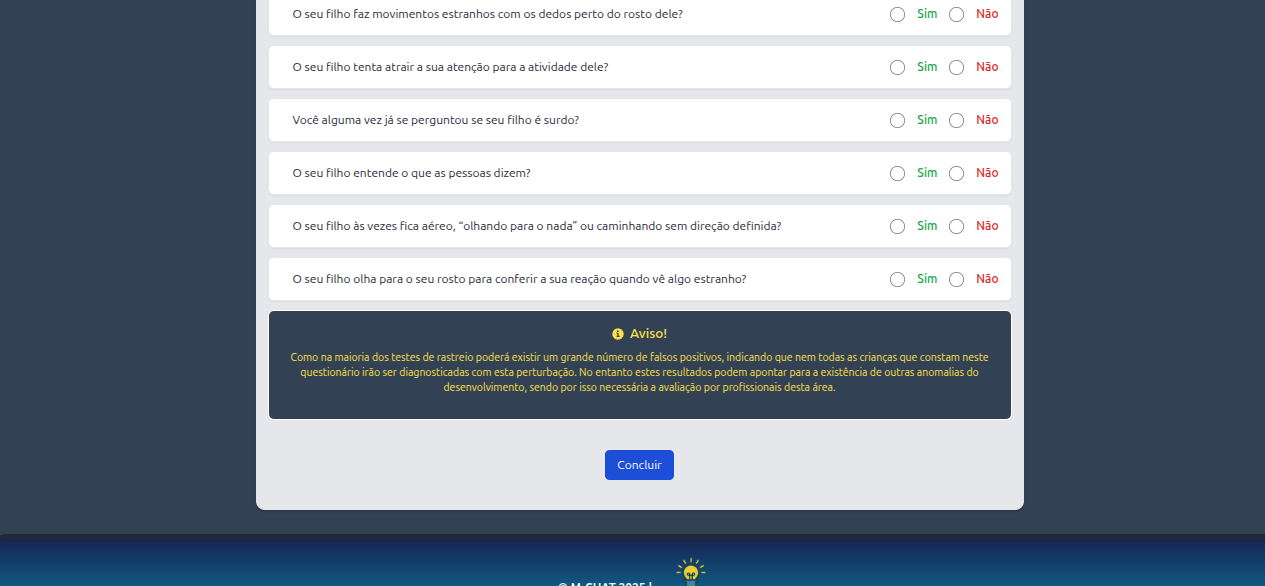 O seu filho faz movimentos estranhos com os dedos perto do rosto dele? Sim Não
O seu filho tenta atrair a sua atenção para a atividade dele? Sim Não
Você alguma vez já se perguntou se seu filho é surdo? Sim Não
O seu filho entende o que as pessoas dizem? Sim Não
O seu filho às vezes fica aéreo, “olhando para o nada” ou caminhando sem direção definida? Sim Não
O seu filho olha para o seu rosto para conferir a sua reação quando vê algo estranho? Sim Não
Aviso!
Como na maioria dos testes de rastreio poderá existir um grande número de falsos positivos, indicando que nem todas as crianças que constam neste
questionário irão ser diagnosticadas com esta perturbação. No entanto estes resultados podem apontar para a existência de outras anomalias do
desenvolvimento, sendo por isso necessária a avaliação por profissionais desta área.
Concluir
© M-CHAT 2025 |